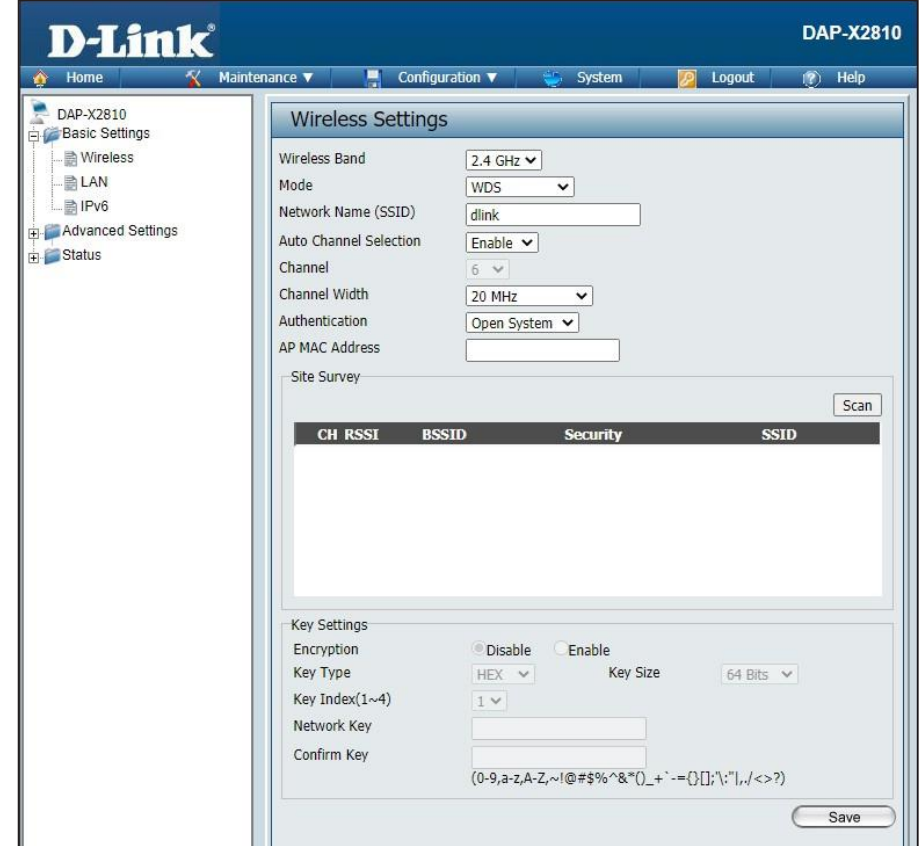 D-Link®
DAP-X2810
Home Maintenance ▼ Configuration ▼ System Logout Help
DAP-X2810
Basic Settings
Wireless
LAN
IPv6
Advanced Settings
Status
Wireless Settings
Wireless Band 2.4 GHz
Mode WDS
Network Name (SSID) dlink
Auto Channel Selection Enable
Channel 6
Channel Width 20 MHz
Authentication Open System
AP MAC Address
Site Survey
Scan
CH RSSI BSSID Security SSID
Key Settings
Encryption Disable Enable
Key Type HEX Key Size 64 Bits
Key Index(1~4) 1
Network Key
Confirm Key
(0-9,a-z,A-Z,~!@#$%^&*()_+`-={}[];'\:"|,./<>?)
Save